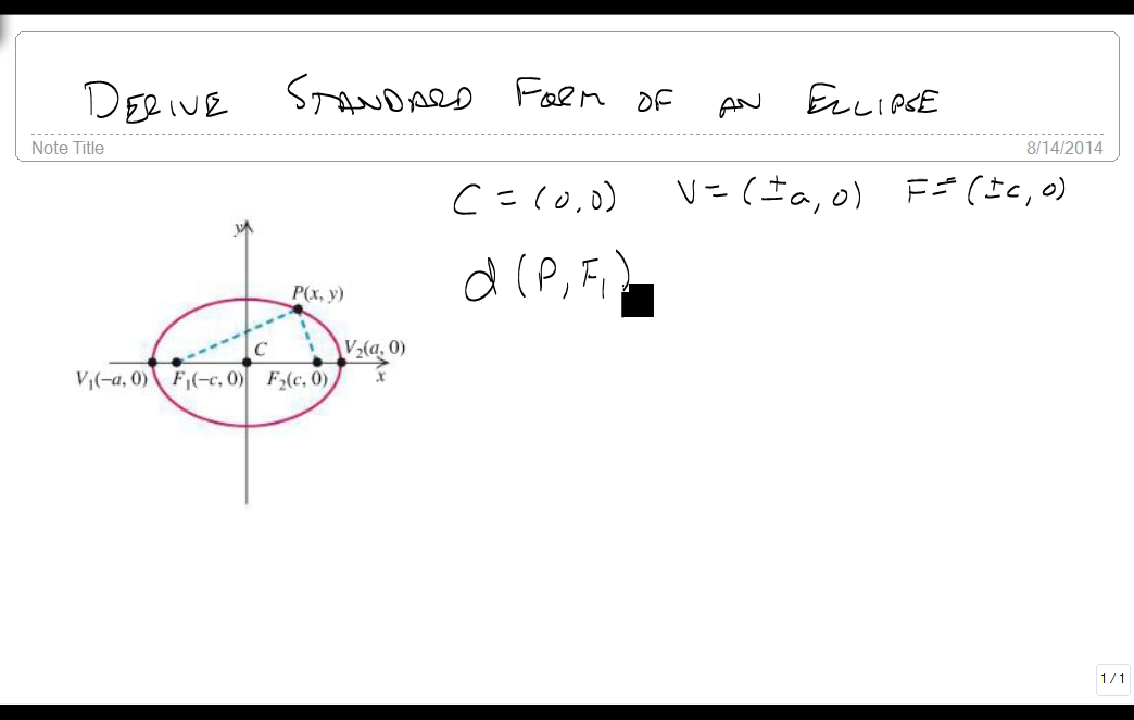 DERIVE STANDARD FORM OF AN ELLIPSE
Note Title
8/14/2014
C = (0,0) V = (±a, 0) F = (±c, 0)
d (P, F₁)
y
P(x, y)
C
V₂(a, 0)
V₁(−a, 0)
F₁(−c, 0)
F₂(c, 0)
x
1/1